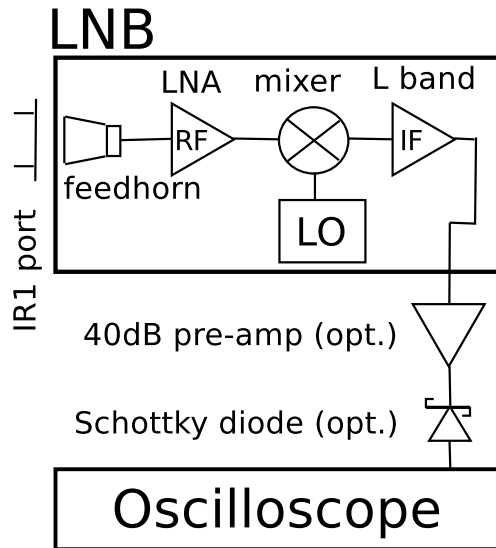 LNB
LNA
mixer
L band
RF
IF
feedhorn
LO
IR1 port
40dB pre-amp (opt.)
Schottky diode (opt.)
Oscilloscope